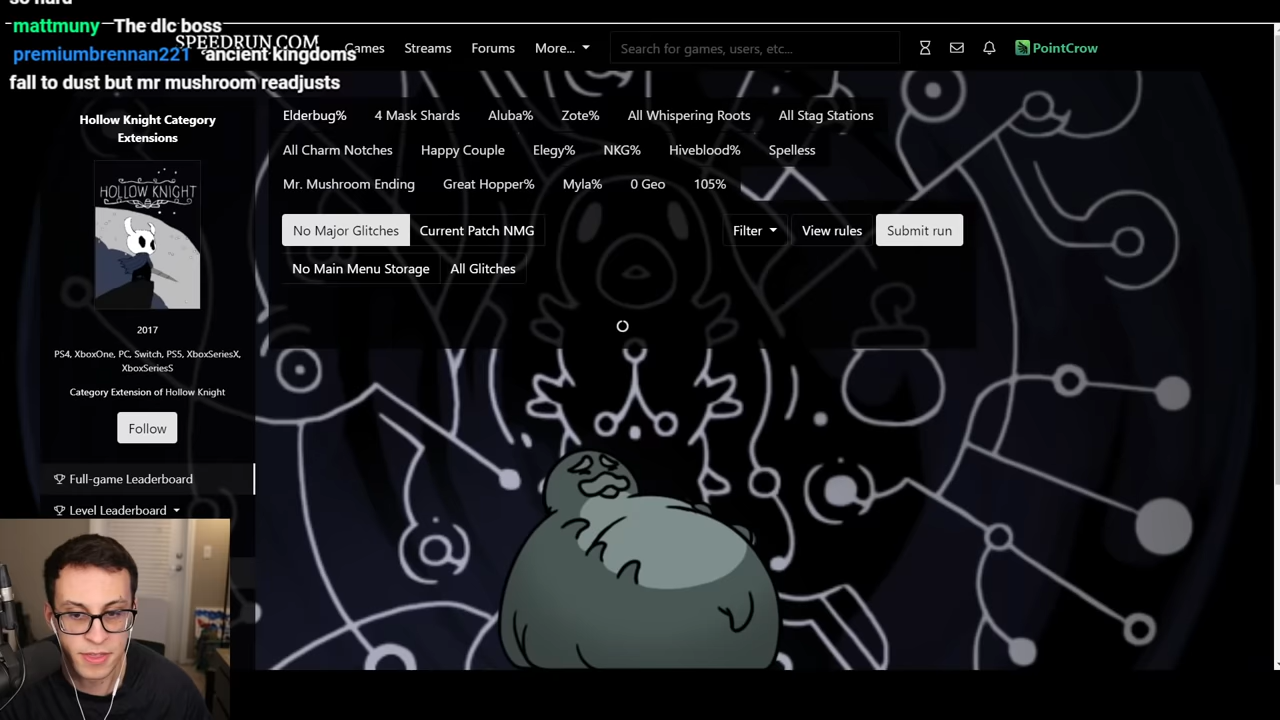 so hard
mattmuny The dlc boss
premiumbrennan221 ancient kingdoms
fall to dust but mr mushroom readjusts
SPEEDRUN.COM Games Streams Forums More... Search for games, users, etc... PointCrow
Hollow Knight Category
Extensions
HOLLOW KNIGHT
2017
PS4, XboxOne, PC, Switch, PS5, XboxSeriesX,
XboxSeriesS
Category Extension of Hollow Knight
Follow
Full-game Leaderboard
Level Leaderboard
Elderbug% 4 Mask Shards Aluba% Zote% All Whispering Roots All Stag Stations
All Charm Notches Happy Couple Elegy% NKG% Hiveblood% Spelless
Mr. Mushroom Ending Great Hopper% Myla% 0 Geo 105%
No Major Glitches Current Patch NMG Filter View rules Submit run
No Main Menu Storage All Glitches